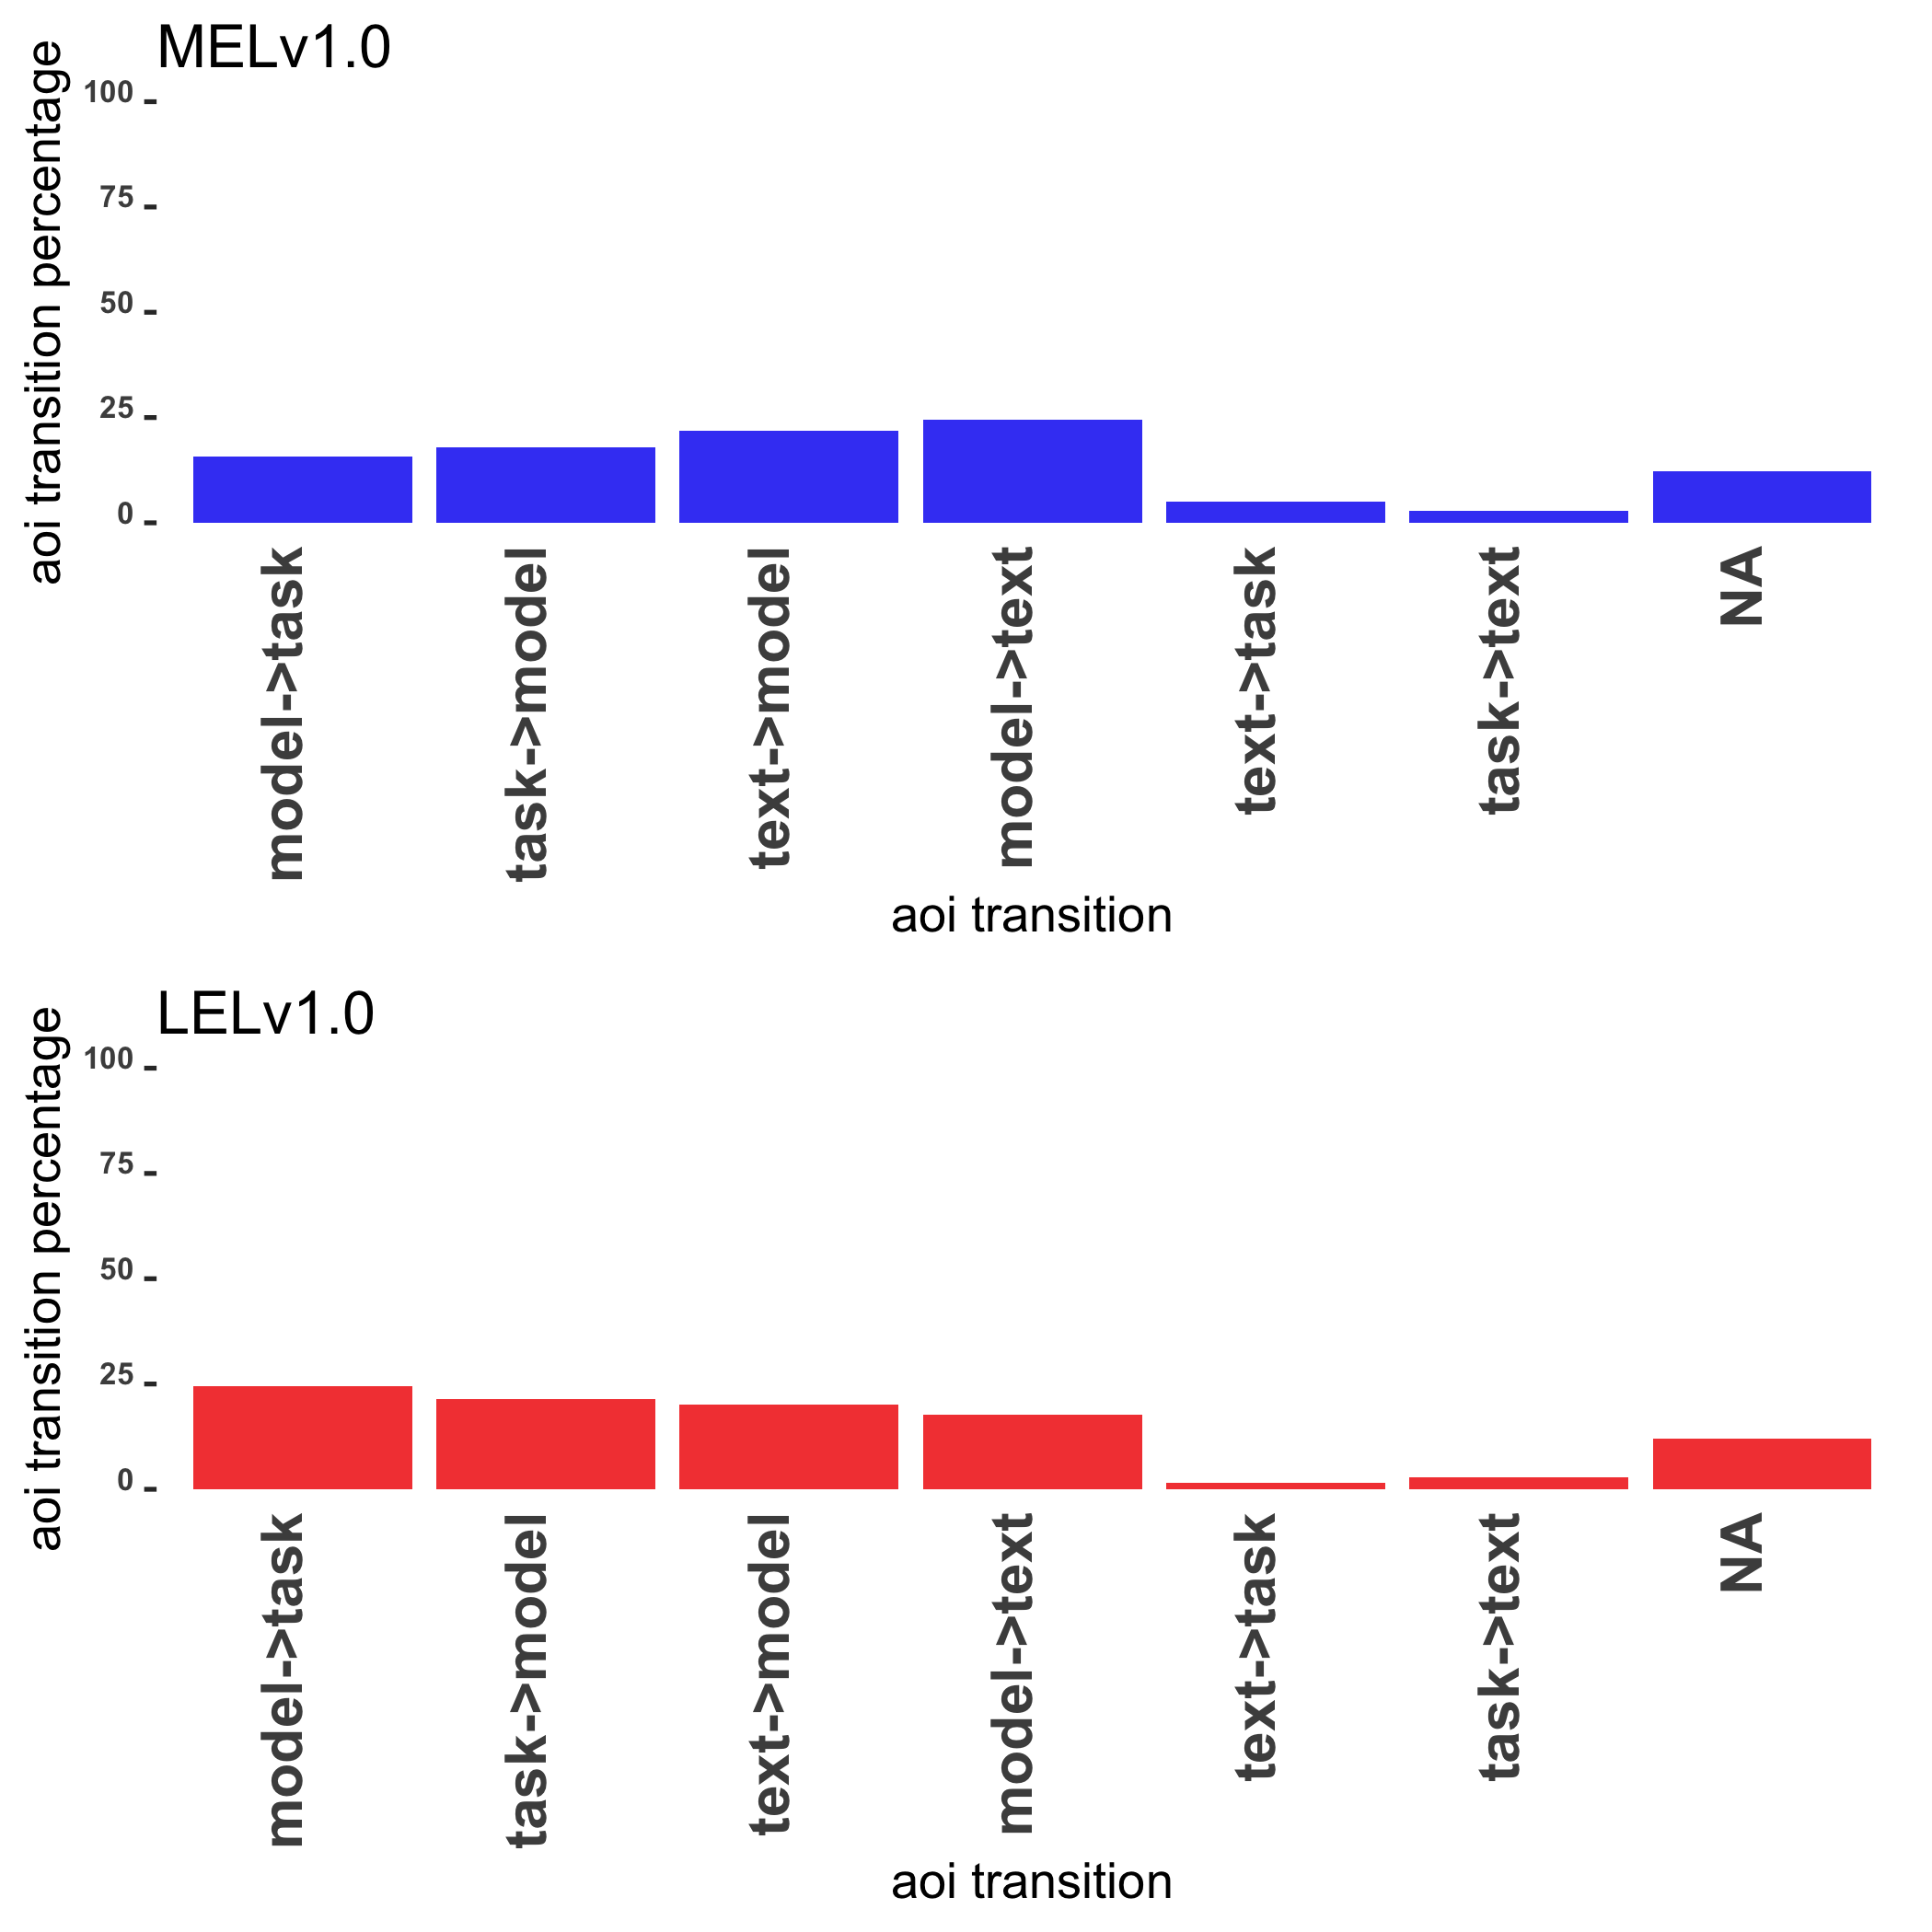 MELv1.0
aoi transition percentage
100
75
50
25
0
model->task
task->model
text->model
model->text
text->task
task->text
NA
aoi transition
LELv1.0
aoi transition percentage
100
75
50
25
0
model->task
task->model
text->model
model->text
text->task
task->text
NA
aoi transition